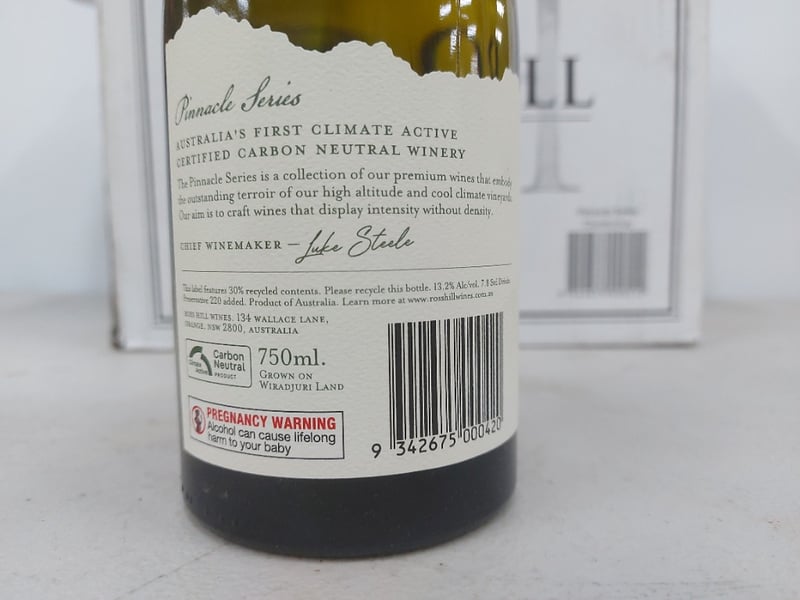 Pinnacle Series
AUSTRALIA'S FIRST CLIMATE ACTIVE
CERTIFIED CARBON NEUTRAL WINERY
The Pinnacle Series is a collection of our premium wines that embody
the outstanding terroir of our high altitude and cool climate vineyards.
Our aim is to craft wines that display intensity without density.
CHIEF WINEMAKER – Luke Steele
This label features 30% recycled contents. Please recycle this bottle. 13.2% Alc/vol. 7.8 Std. Drinks
Preservative 220 added. Product of Australia. Learn more at www.rosshillwines.com.au
ROSS HILL WINES. 134 WALLACE LANE,
ORANGE, NSW 2800, AUSTRALIA
Climate
Active
Carbon
Neutral
PRODUCT
750ml.
GROWN ON
WIRADJURI LAND
PREGNANCY WARNING
Alcohol can cause lifelong
harm to your baby
9 342675 000420
LL